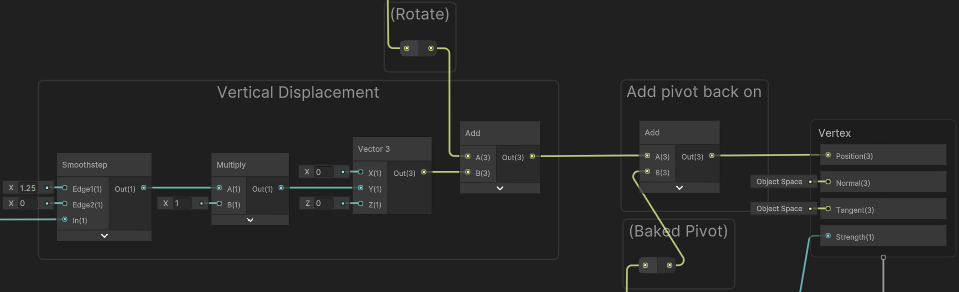 (Rotate)
Vertical Displacement
Add pivot back on
Smoothstep
X 1.25 Edge1(1) Out(1)
X 0 Edge2(1)
In(1)
Multiply
A(1) Out(1)
X 1 B(1)
Vector 3
X 0 X(1) Out(3)
Y(1)
Z 0 Z(1)
Add
A(3) Out(3)
B(3)
Add
A(3) Out(3)
B(3)
(Baked Pivot)
Vertex
Position(3)
Object Space Normal(3)
Object Space Tangent(3)
Strength(1)